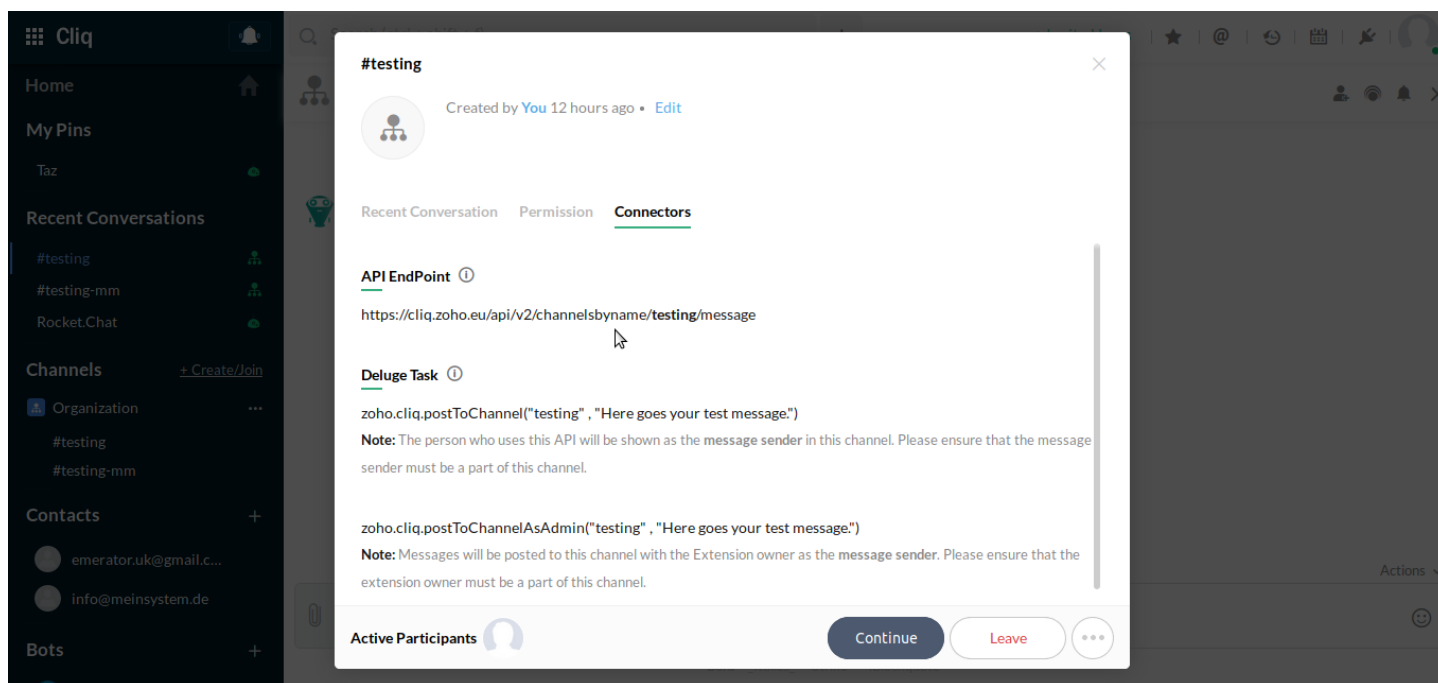 Cliq
Home
My Pins
Taz
Recent Conversations
#testing
#testing-mm
Rocket.Chat
Channels
+ Create/Join
Organization
#testing
#testing-mm
Contacts
+
emerator.uk@gmail.c...
info@meinsystem.de
Bots
+
@
#testing
Created by You 12 hours ago • Edit
Recent Conversation Permission Connectors
API EndPoint
https://cliq.zoho.eu/api/v2/channelsbyname/testing/message
Deluge Task
zoho.cliq.postToChannel("testing" , "Here goes your test message.")
Note: The person who uses this API will be shown as the message sender in this channel. Please ensure that the message
sender must be a part of this channel.
zoho.cliq.postToChannelAsAdmin("testing" , "Here goes your test message.")
Note: Messages will be posted to this channel with the Extension owner as the message sender. Please ensure that the
extension owner must be a part of this channel.
Active Participants
Continue
Leave
Actions